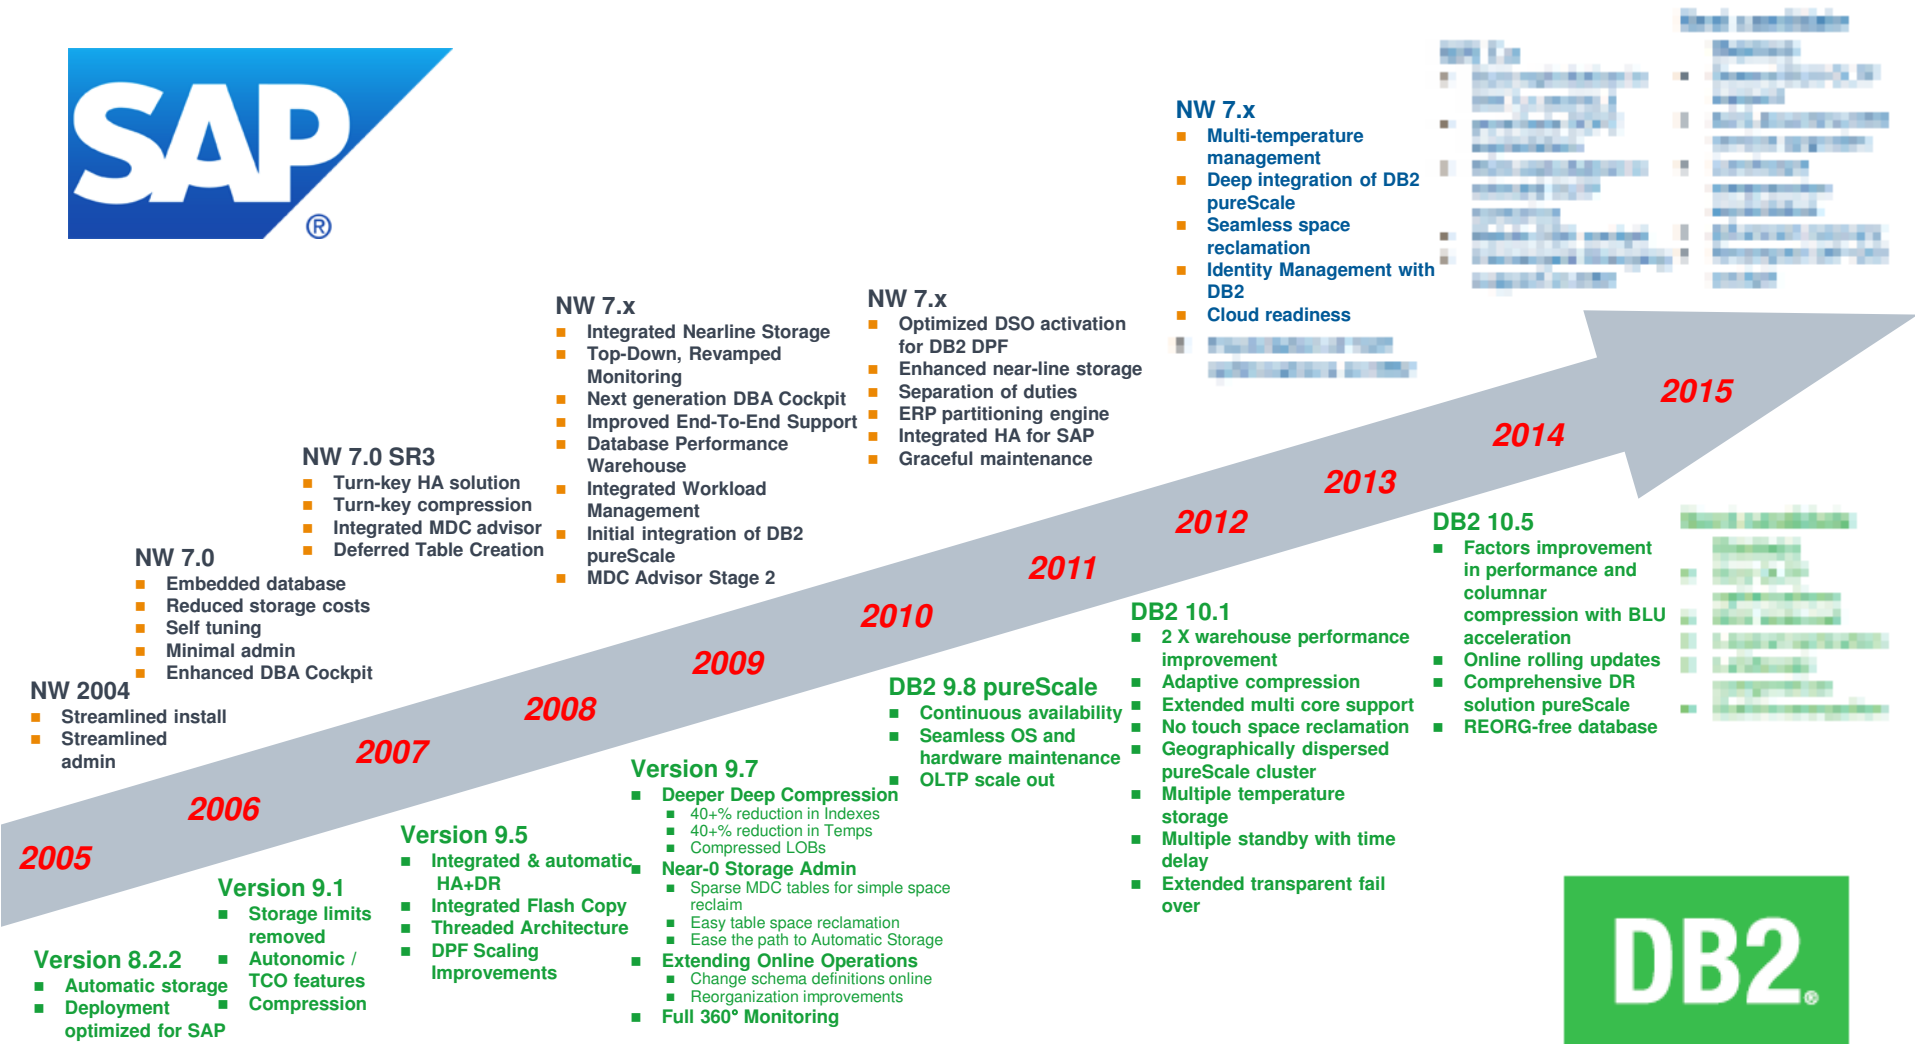 SAP
®
NW 2004
Streamlined install
Streamlined
admin
NW 7.0
Embedded database
Reduced storage costs
Self tuning
Minimal admin
Enhanced DBA Cockpit
NW 7.0 SR3
Turn-key HA solution
Turn-key compression
Integrated MDC advisor
Deferred Table Creation
NW 7.x
Integrated Nearline Storage
Top-Down, Revamped
Monitoring
Next generation DBA Cockpit
Improved End-To-End Support
Database Performance
Warehouse
Integrated Workload
Management
Initial integration of DB2
pureScale
MDC Advisor Stage 2
NW 7.x
Optimized DSO activation
for DB2 DPF
Enhanced near-line storage
Separation of duties
ERP partitioning engine
Integrated HA for SAP
Graceful maintenance
NW 7.x
Multi-temperature
management
Deep integration of DB2
pureScale
Seamless space
reclamation
Identity Management with
DB2
Cloud readiness
2005
2006
2007
2008
2009
2010
2011
2012
2013
2014
2015
Version 8.2.2
Automatic storage
Deployment
optimized for SAP
Version 9.1
Storage limits
removed
Autonomic /
TCO features
Compression
Version 9.5
Integrated & automatic
HA+DR
Integrated Flash Copy
Threaded Architecture
DPF Scaling
Improvements
Version 9.7
Deeper Deep Compression
40+% reduction in Indexes
40+% reduction in Temps
Compressed LOBs
Near-0 Storage Admin
Sparse MDC tables for simple space
reclaim
Easy table space reclamation
Ease the path to Automatic Storage
Extending Online Operations
Change schema definitions online
Reorganization improvements
Full 360° Monitoring
DB2 9.8 pureScale
Continuous availability
Seamless OS and
hardware maintenance
OLTP scale out
DB2 10.1
2 X warehouse performance
improvement
Adaptive compression
Extended multi core support
No touch space reclamation
Geographically dispersed
pureScale cluster
Multiple temperature
storage
Multiple standby with time
delay
Extended transparent fail
over
DB2 10.5
Factors improvement
in performance and
columnar
compression with BLU
acceleration
Online rolling updates
Comprehensive DR
solution pureScale
REORG-free database
DB2.
®